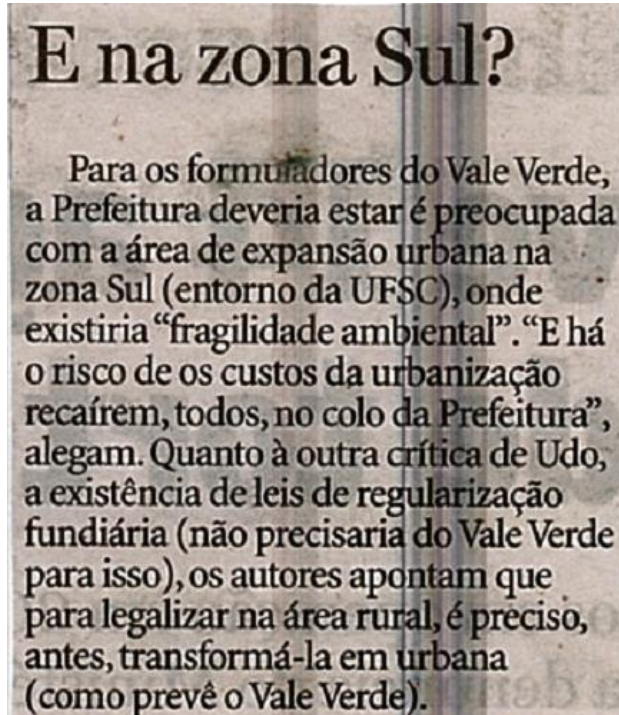 E na zona Sul?
Para os formuladores do Vale Verde,
a Prefeitura deveria estar é preocupada
com a área de expansão urbana na
zona Sul (entorno da UFSC), onde
existiria “fragilidade ambiental”. “E há
o risco de os custos da urbanização
recaírem, todos, no colo da Prefeitura”,
alegam. Quanto à outra crítica de Udo,
a existência de leis de regularização
fundiária (não precisaria do Vale Verde
para isso), os autores apontam que
para legalizar na área rural, é preciso,
antes, transformá-la em urbana
(como prevê o Vale Verde).